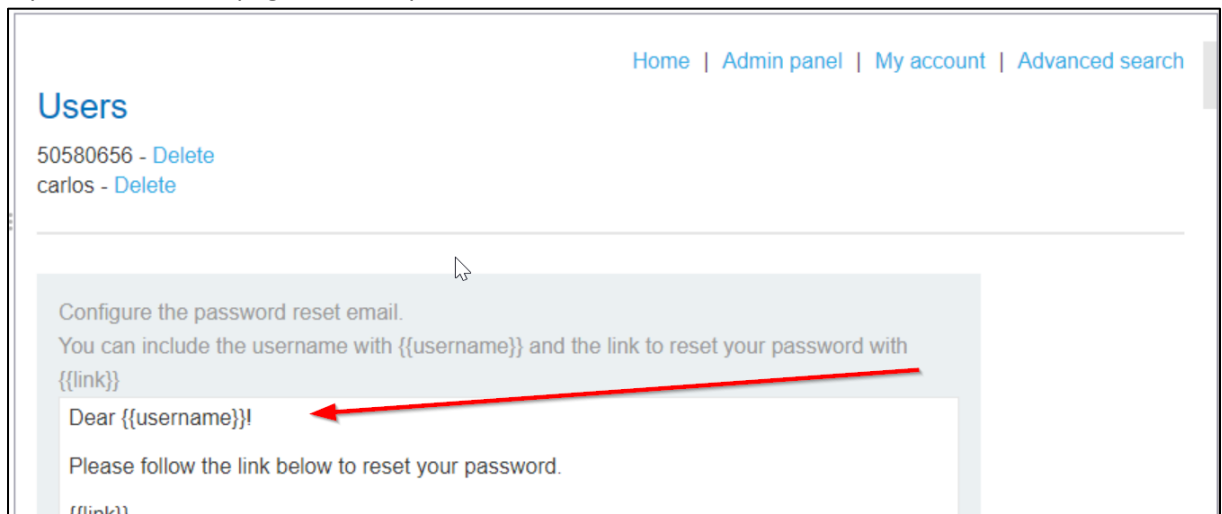 Home | Admin panel | My account | Advanced search
Users
50580656 - Delete
carlos - Delete
Configure the password reset email.
You can include the username with {{username}} and the link to reset your password with
{{link}}
Dear {{username}}!
Please follow the link below to reset your password.
{{link}}